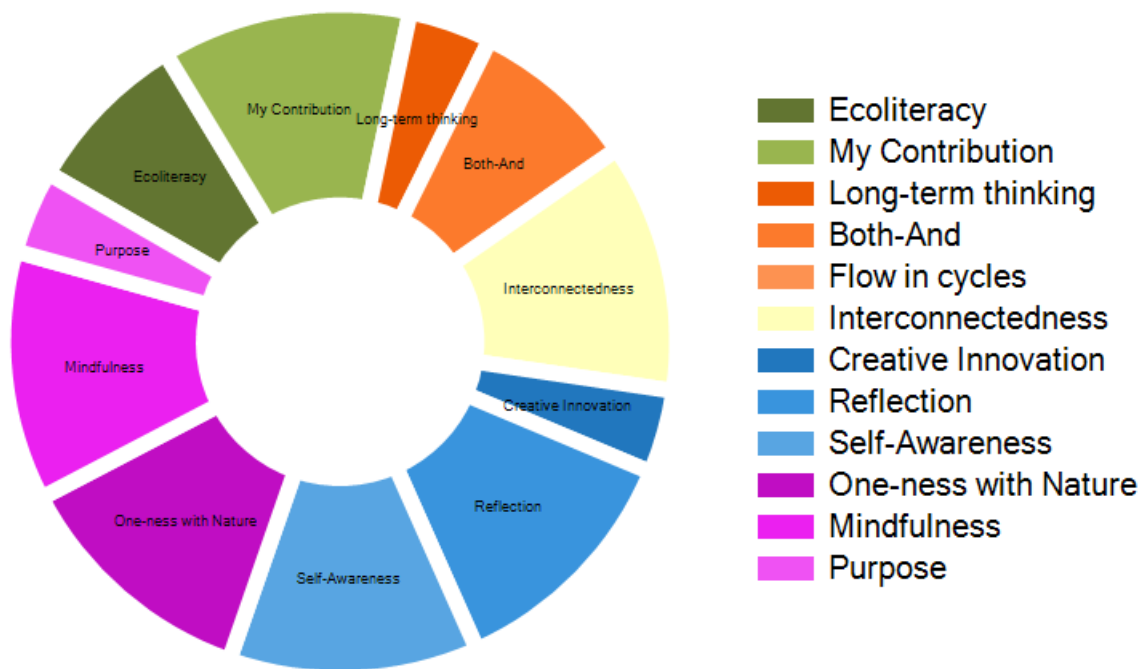 My Contribution
Long-term thinking
Both-And
Ecoliteracy
Purpose
Interconnectedness
Mindfulness
Creative Innovation
One-ness with Nature
Reflection
Self-Awareness
Ecoliteracy
My Contribution
Long-term thinking
Both-And
Flow in cycles
Interconnectedness
Creative Innovation
Reflection
Self-Awareness
One-ness with Nature
Mindfulness
Purpose